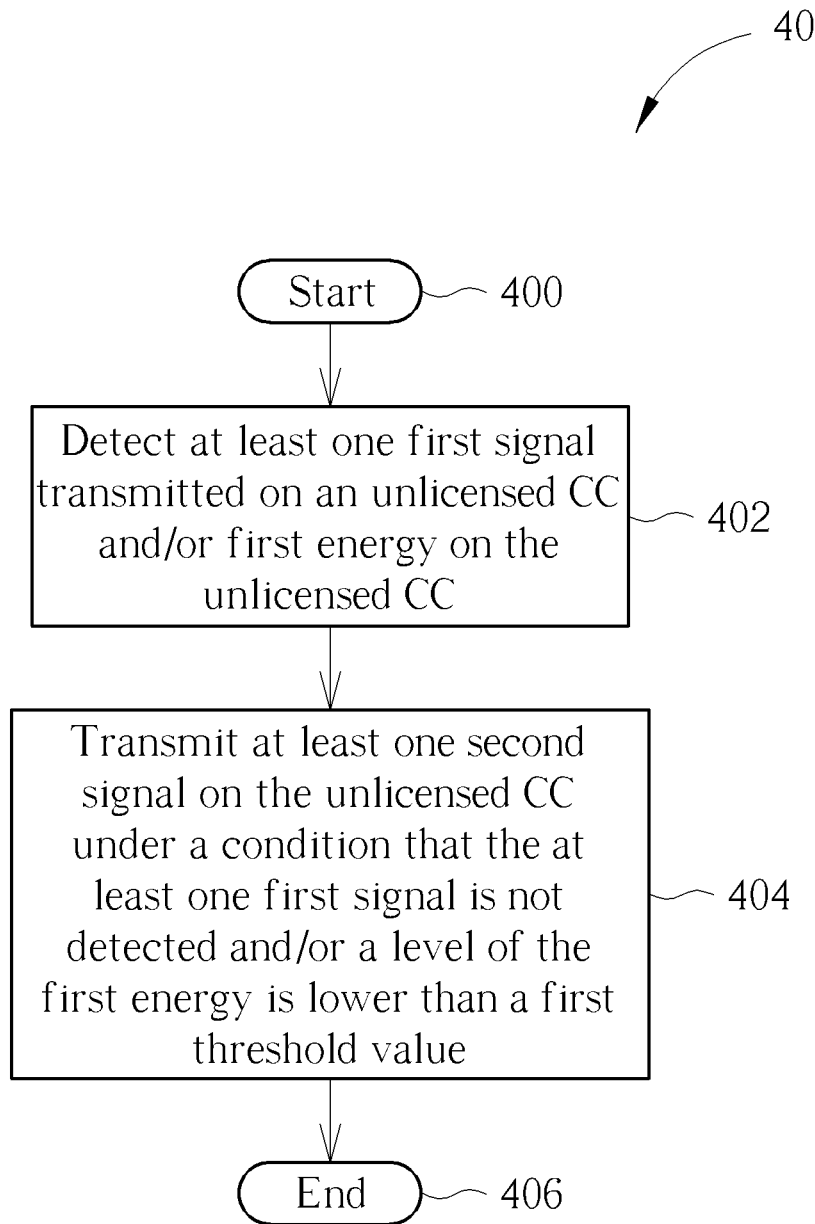 40
Start
400
Detect at least one first signal
transmitted on an unlicensed CC
and/or first energy on the
unlicensed CC
402
Transmit at least one second
signal on the unlicensed CC
under a condition that the at
least one first signal is not
detected and/or a level of the
first energy is lower than a first
threshold value
404
End
406